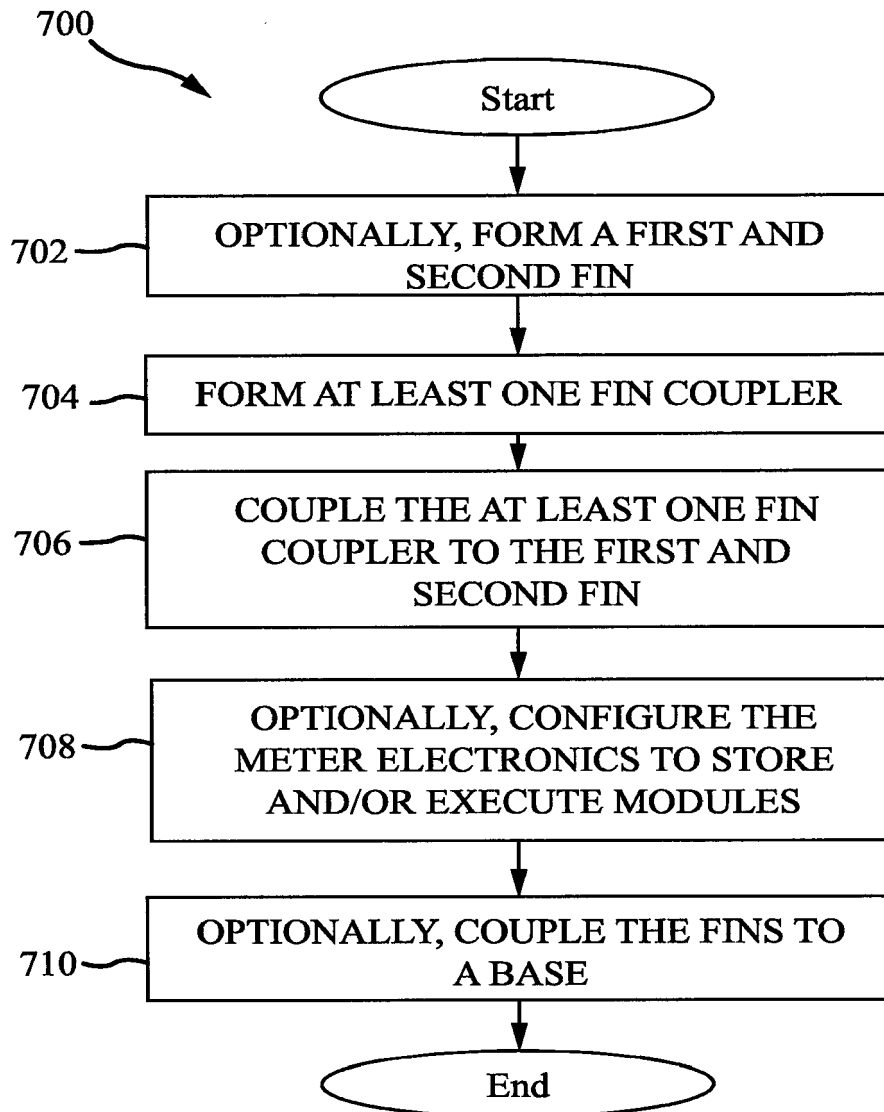 700
Start
702
OPTIONALLY, FORM A FIRST AND
SECOND FIN
704
FORM AT LEAST ONE FIN COUPLER
706
COUPLE THE AT LEAST ONE FIN
COUPLER TO THE FIRST AND
SECOND FIN
708
OPTIONALLY, CONFIGURE THE
METER ELECTRONICS TO STORE
AND/OR EXECUTE MODULES
710
OPTIONALLY, COUPLE THE FINS TO
A BASE
End